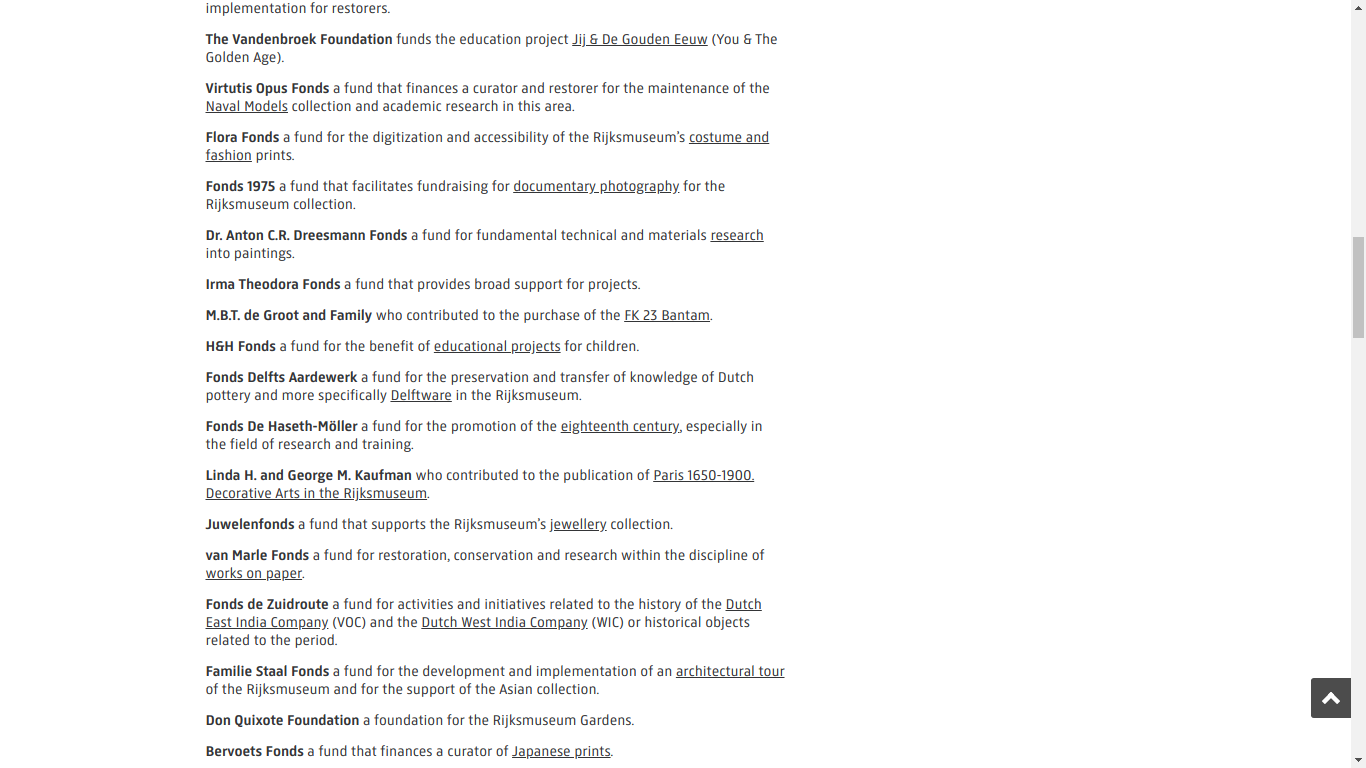 implementation for restorers.
The Vandenbroek Foundation funds the education project Jij & De Gouden Eeuw (You & The
Golden Age).
Virtutis Opus Fonds a fund that finances a curator and restorer for the maintenance of the
Naval Models collection and academic research in this area.
Flora Fonds a fund for the digitization and accessibility of the Rijksmuseum's costume and
fashion prints.
Fonds 1975 a fund that facilitates fundraising for documentary photography for the
Rijksmuseum collection.
Dr. Anton C.R. Dreesmann Fonds a fund for fundamental technical and materials research
into paintings.
Irma Theodora Fonds a fund that provides broad support for projects.
M.B.T. de Groot and Family who contributed to the purchase of the FK 23 Bantam.
H&H Fonds a fund for the benefit of educational projects for children.
Fonds Delfts Aardewerk a fund for the preservation and transfer of knowledge of Dutch
pottery and more specifically Delftware in the Rijksmuseum.
Fonds De Haseth-Möller a fund for the promotion of the eighteenth century, especially in
the field of research and training.
Linda H. and George M. Kaufman who contributed to the publication of Paris 1650-1900.
Decorative Arts in the Rijksmuseum.
Juwelenfonds a fund that supports the Rijksmuseum's jewellery collection.
van Marle Fonds a fund for restoration, conservation and research within the discipline of
works on paper.
Fonds de Zuidroute a fund for activities and initiatives related to the history of the Dutch
East India Company (VOC) and the Dutch West India Company (WIC) or historical objects
related to the period.
Familie Staal Fonds a fund for the development and implementation of an architectural tour
of the Rijksmuseum and for the support of the Asian collection.
Don Quixote Foundation a foundation for the Rijksmuseum Gardens.
Bervoets Fonds a fund that finances a curator of Japanese prints.